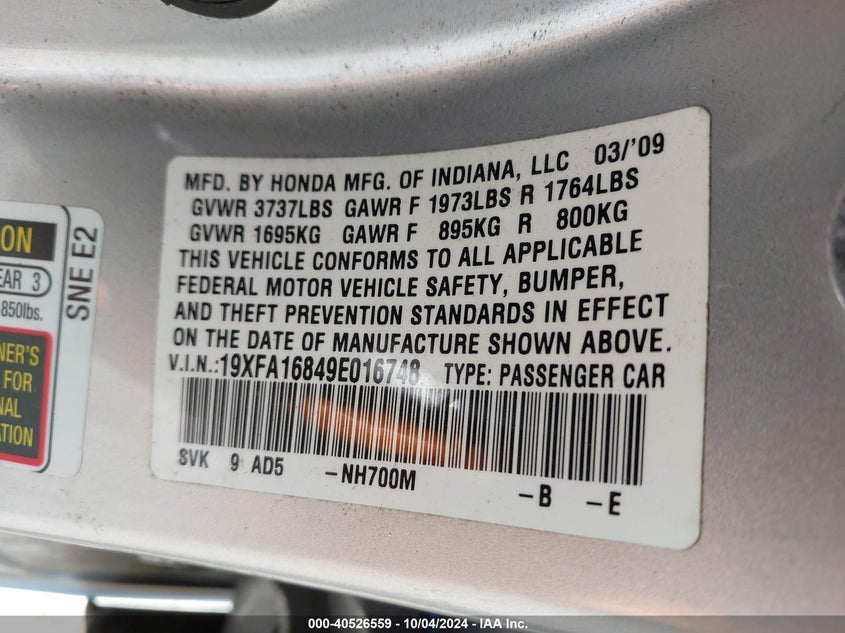 MFD. BY HONDA MFG. OF INDIANA, LLC 03/'09
GVWR 3737LBS GAWR F 1973LBS R 1764LBS
GVWR 1695KG GAWR F 895KG R 800KG
THIS VEHICLE CONFORMS TO ALL APPLICABLE
FEDERAL MOTOR VEHICLE SAFETY, BUMPER,
AND THEFT PREVENTION STANDARDS IN EFFECT
ON THE DATE OF MANUFACTURE SHOWN ABOVE.
V.I.N.:19XFA16849E016748 TYPE: PASSENGER CAR
SVK 9 AD5 -NH700M -B -E
ION
EAR 3
850lbs.
NER'S
FOR
NAL
ATION
SNE E2
000-40526559 - 10/04/2024 - IAA Inc.